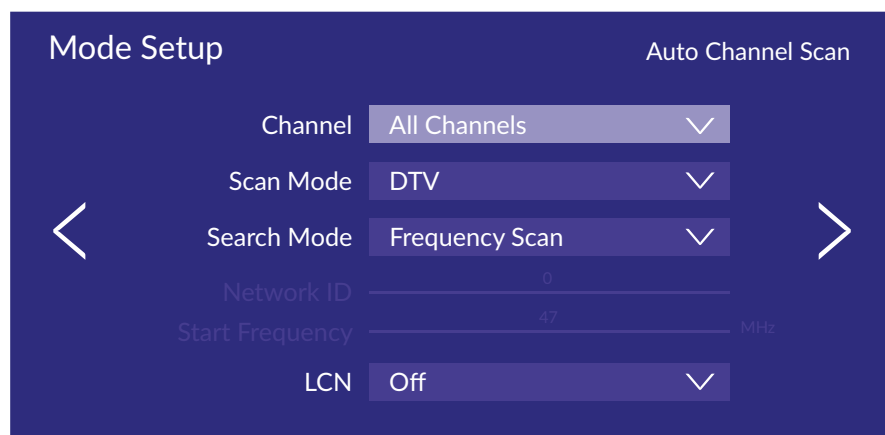 Mode Setup
Auto Channel Scan
Channel All Channels
Scan Mode DTV
Search Mode Frequency Scan
Network ID 0
Start Frequency 47 MHz
LCN Off